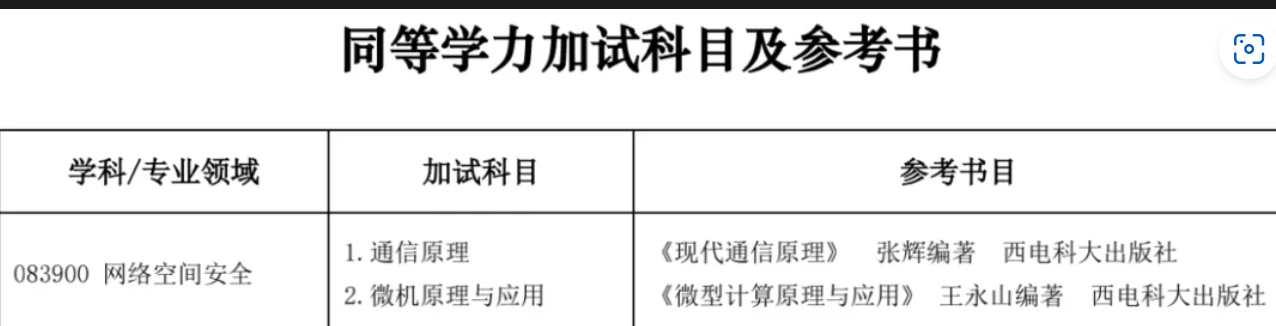 同等学力加试科目及参考书
学科/专业领域 加试科目 参考书目
083900 网络空间安全
1.通信原理
2.微机原理与应用
《现代通信原理》 张辉编著 西电科大出版社
《微型计算原理与应用》 王永山编著 西电科大出版社